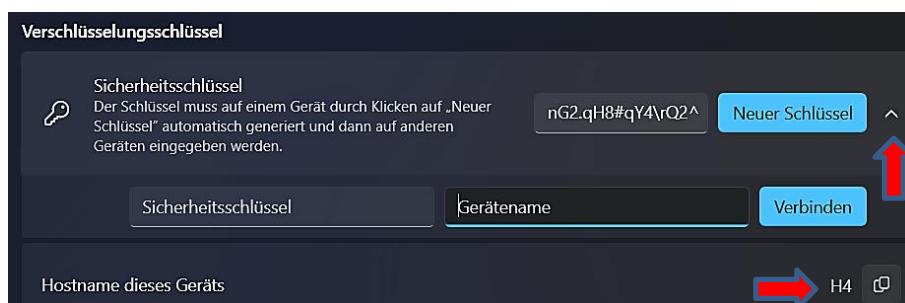 Verschlüsselungsschlüssel
Sicherheitsschlüssel
Der Schlüssel muss auf einem Gerät durch Klicken auf „Neuer
Schlüssel" automatisch generiert und dann auf anderen
Geräten eingegeben werden.
nG2.qH8#qY4\rQ2^
Neuer Schlüssel
Sicherheitsschlüssel
Gerätename
Verbinden
Hostname dieses Geräts
H4